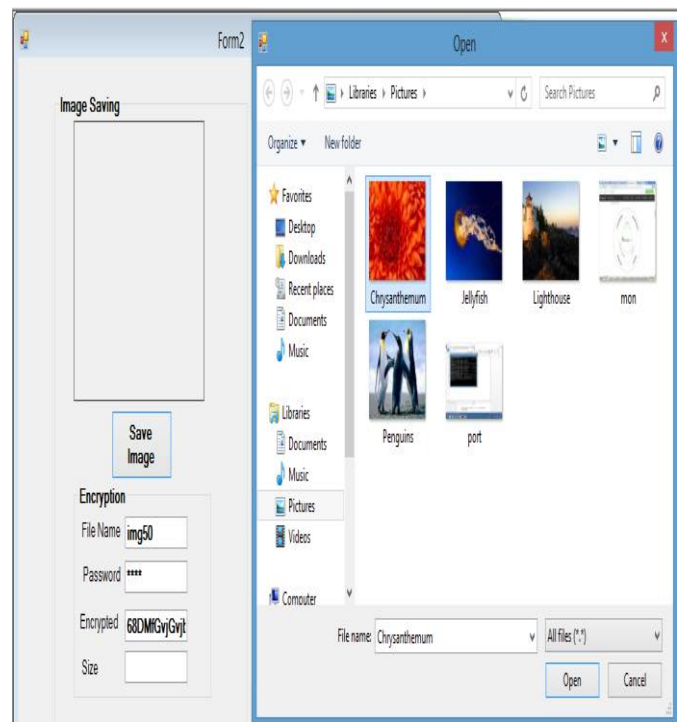 Form2
Image Saving
Save
Image
Encryption
File Name img50
Password ****
Encrypted
Size
Open
Libraries Pictures
Search Pictures
Organize New folder
Favorites
Desktop
Downloads
Recent places
Documents
Music
Libraries
Documents
Music
Pictures
Videos
Computer
Chrysanthemum
Jellyfish
Lighthouse
mon
Penguins
port
File name: Chrysanthemum
All files (*.*)
Open
Cancel